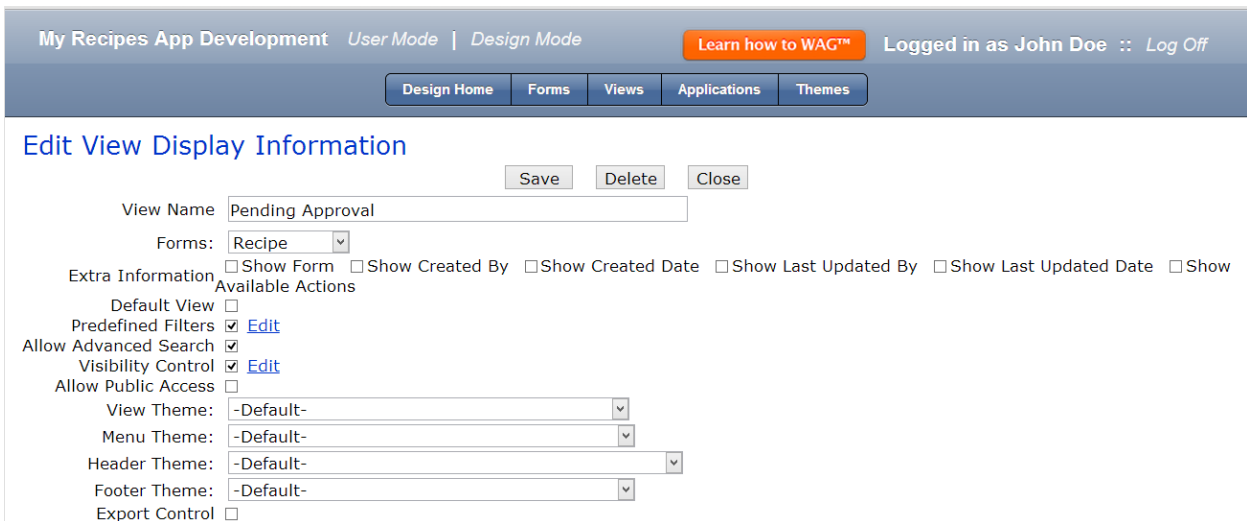 My Recipes App Development User Mode | Design Mode Learn how to WAG™ Logged in as John Doe :: Log Off
Design Home Forms Views Applications Themes
Edit View Display Information
Save Delete Close
View Name Pending Approval
Forms: Recipe
Extra Information Show Form Show Created By Show Created Date Show Last Updated By Show Last Updated Date Show
Available Actions
Default View
Predefined Filters Edit
Allow Advanced Search
Visibility Control Edit
Allow Public Access
View Theme: -Default-
Menu Theme: -Default-
Header Theme: -Default-
Footer Theme: -Default-
Export Control